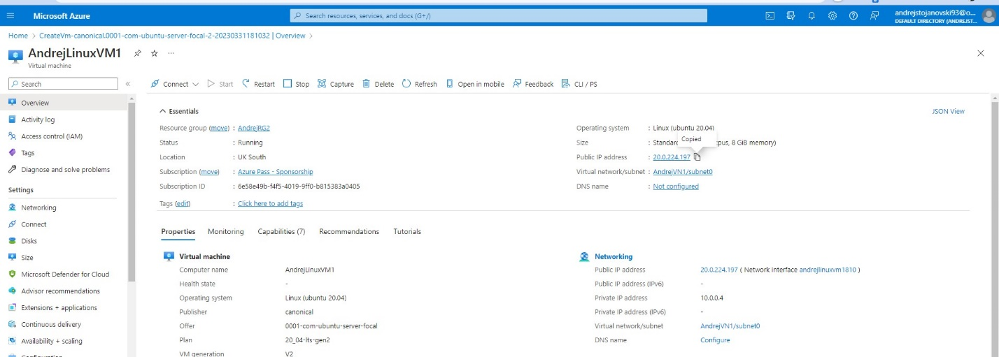 Microsoft Azure
Search resources, services, and docs (G+/)
andrejstojanovski93@o...
DEFAULT DIRECTORY (ANDREJST...
Home > CreateVm-canonical.0001-com-ubuntu-server-focal-2-20230331181032 | Overview >
AndrejLinuxVM1
Virtual machine
Search
Connect
Start
Restart
Stop
Capture
Delete
Refresh
Open in mobile
Feedback
CLI / PS
Overview
Activity log
Access control (IAM)
Tags
Diagnose and solve problems
Settings
Networking
Connect
Disks
Size
Microsoft Defender for Cloud
Advisor recommendations
Extensions + applications
Continuous delivery
Availability + scaling
Configuration
Essentials
JSON View
Resource group (move) : AndrejRG2
Status : Running
Location : UK South
Subscription (move) : Azure Pass - Sponsorship
Subscription ID : 6e58e49b-f4f5-4019-9ff0-b815383a0405
Tags (edit) : Click here to add tags
Operating system : Linux (ubuntu 20.04)
Copied
Size : Standard 8 GiB memory)
Public IP address : 20.0.224.197
Virtual network/subnet : AndrejVN1/subnet0
DNS name : Not configured
Properties
Monitoring
Capabilities (7)
Recommendations
Tutorials
Virtual machine
Computer name AndrejLinuxVM1
Health state -
Operating system Linux (ubuntu 20.04)
Publisher canonical
Offer 0001-com-ubuntu-server-focal
Plan 20_04-lts-gen2
VM generation V2
Networking
Public IP address 20.0.224.197 ( Network interface andrejlinuxvm1810 )
Public IP address (IPv6) -
Private IP address 10.0.0.4
Private IP address (IPv6) -
Virtual network/subnet AndrejVN1/subnet0
DNS name Configure